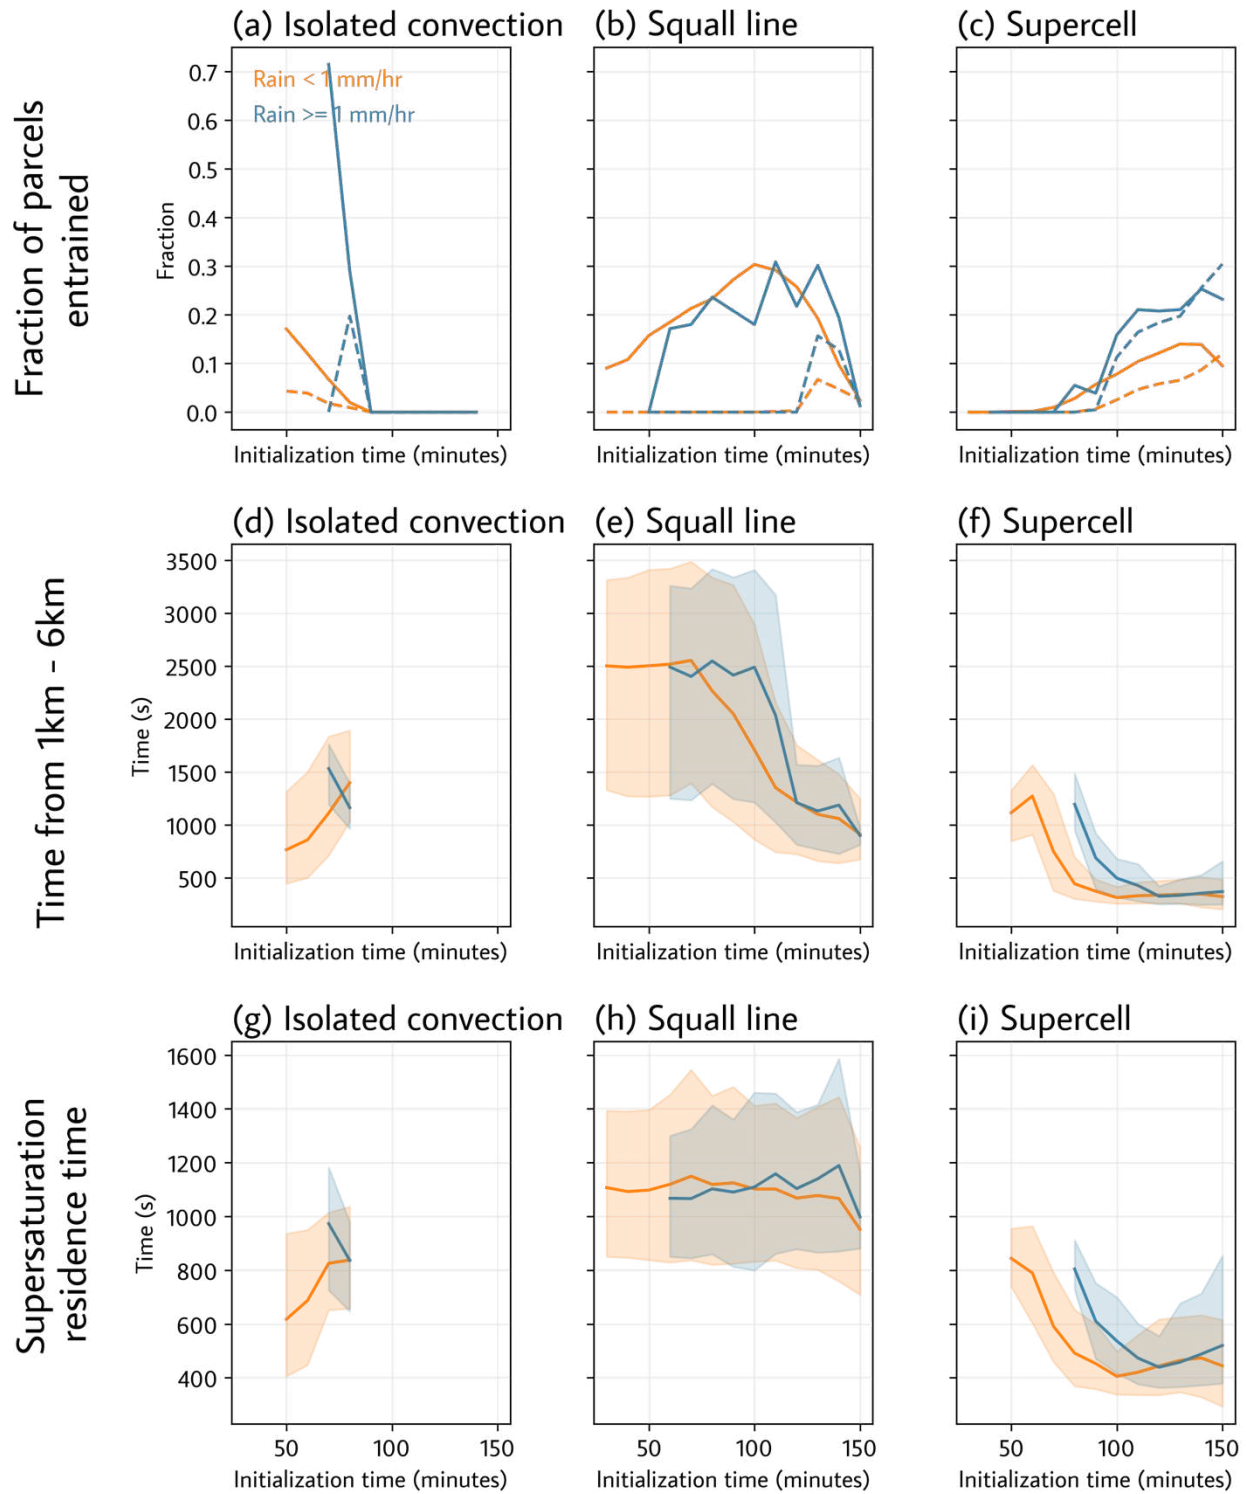 (a) Isolated convection
(b) Squall line
(c) Supercell
Fraction of parcels
entrained
Fraction
0.7
0.6
0.5
0.4
0.3
0.2
0.1
0.0
Rain < 1 mm/hr
Rain >= 1 mm/hr
Initialization time (minutes)
Initialization time (minutes)
Initialization time (minutes)
(d) Isolated convection
(e) Squall line
(f) Supercell
Time from 1km - 6km
Time (s)
3500
3000
2500
2000
1500
1000
500
Initialization time (minutes)
Initialization time (minutes)
Initialization time (minutes)
(g) Isolated convection
(h) Squall line
(i) Supercell
Supersaturation
residence time
Time (s)
1600
1400
1200
1000
800
600
400
50 100 150
50 100 150
50 100 150
Initialization time (minutes)
Initialization time (minutes)
Initialization time (minutes)